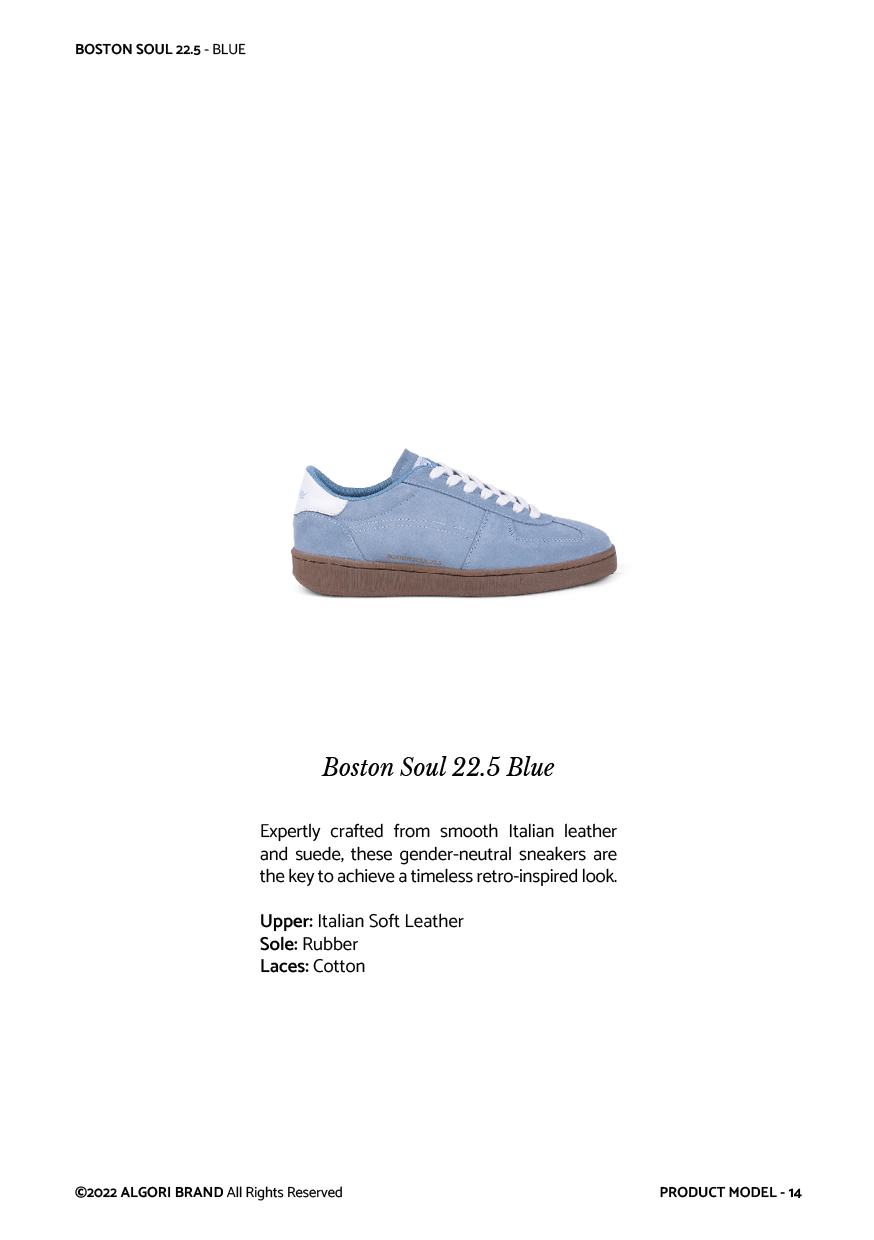 BOSTON SOUL 22.5 - BLUE
Boston Soul 22.5 Blue
Expertly crafted from smooth Italian leather
and suede, these gender-neutral sneakers are
the key to achieve a timeless retro-inspired look.
Upper: Italian Soft Leather
Sole: Rubber
Laces: Cotton
©2022 ALGORI BRAND All Rights Reserved
PRODUCT MODEL - 14